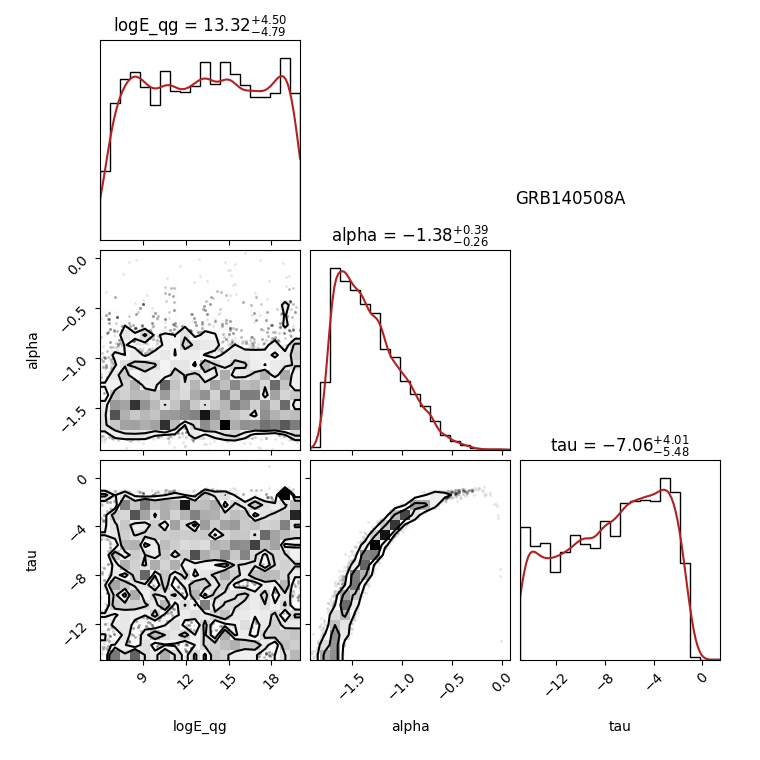 logE_qg = 13.32^{+4.50}_{−4.79}
GRB140508A
alpha = −1.38^{+0.39}_{−0.26}
0.0
−0.5
−1.0
−1.5
alpha
tau = −7.06^{+4.01}_{−5.48}
0
−4
−8
−12
tau
9 12 15 18
−1.5 −1.0 −0.5 0.0
−12 −8 −4 0
logE_qg alpha tau